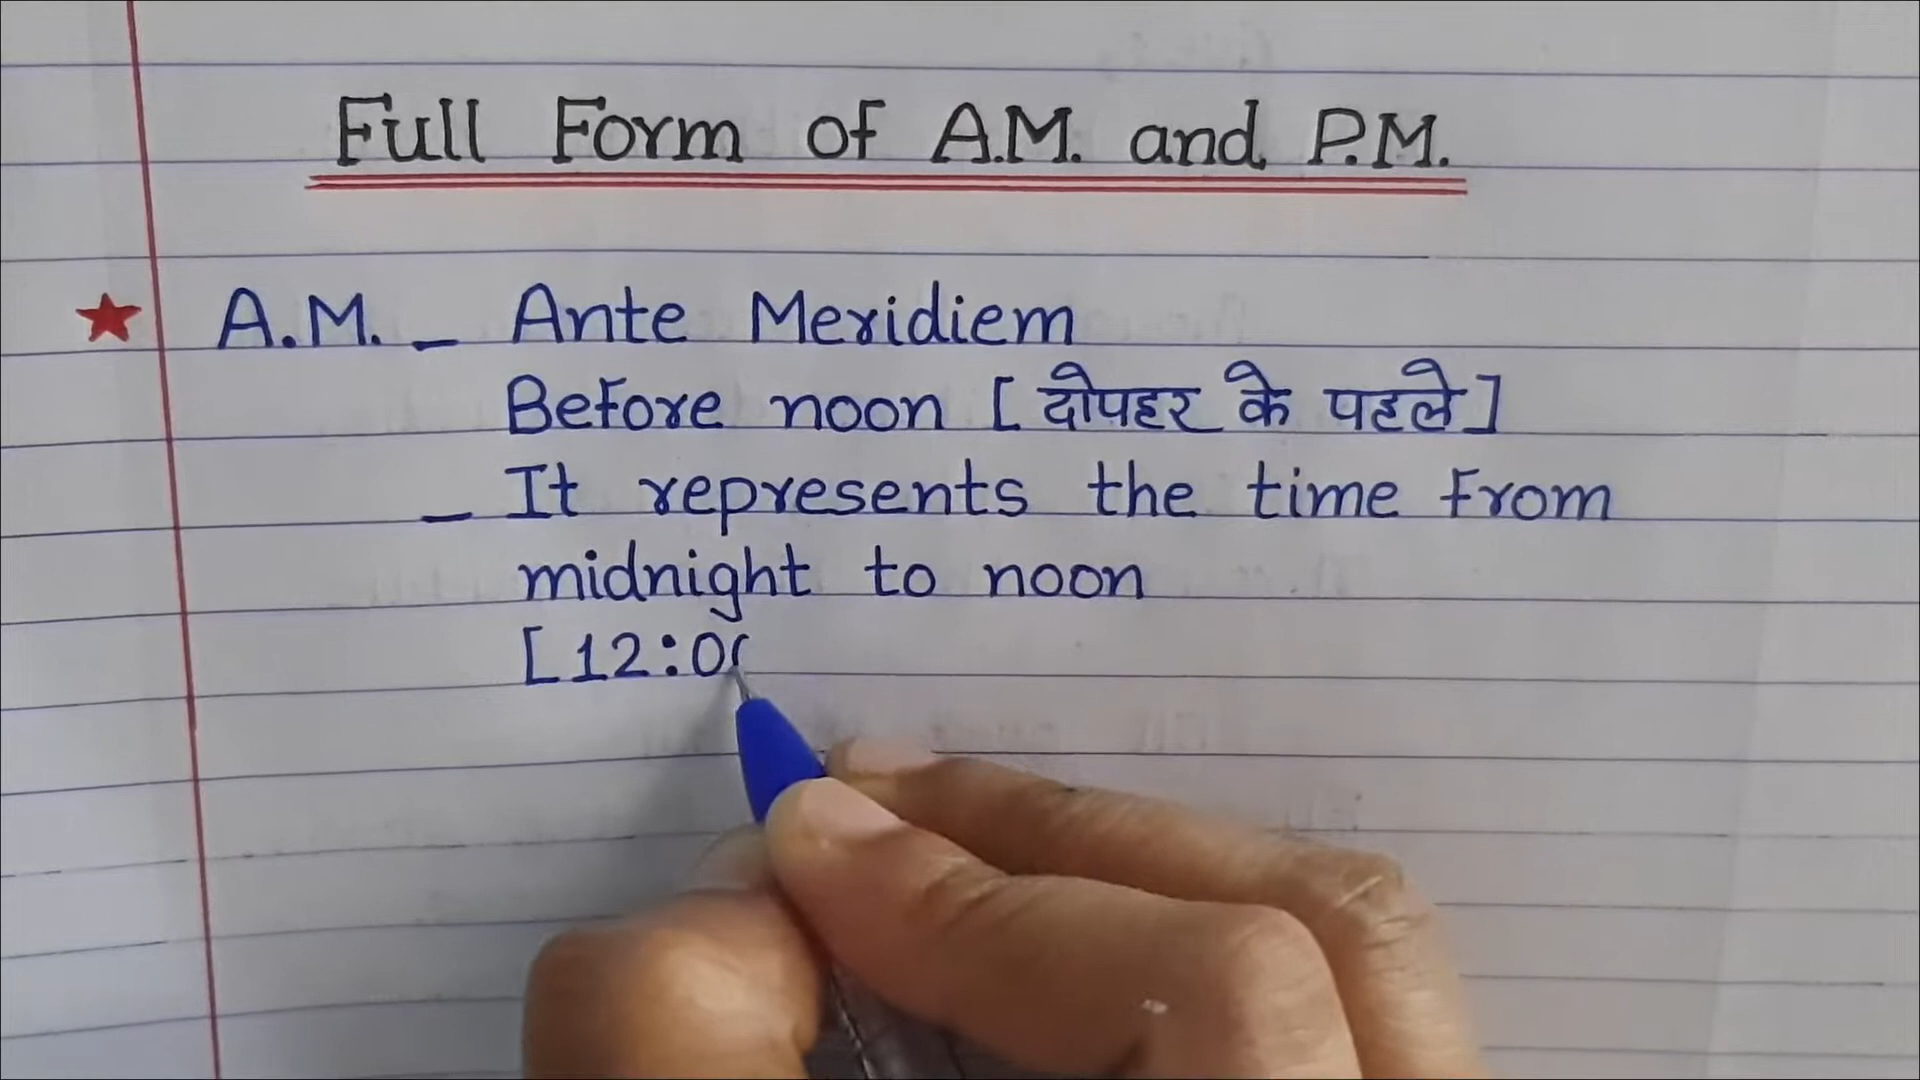 Full Form of A.M. and P.M.
A.M. _ Ante Meridiem
Before noon [दोपहर के पहले]
_ It represents the time from
midnight to noon
[12:0